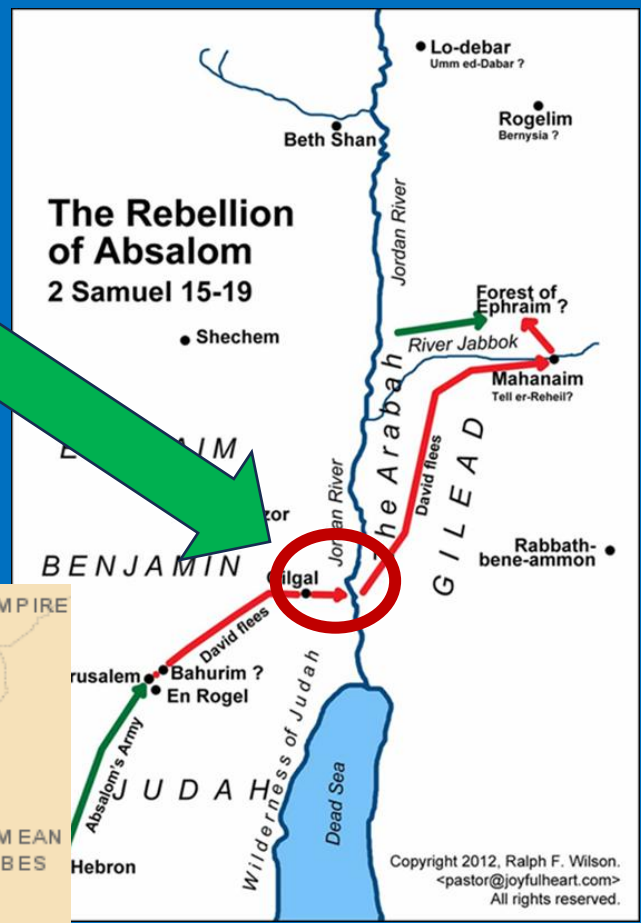 Lo-debar
Umm ed-Dabar ?
Rogelim
Bernysia ?
Beth Shan
The Rebellion
of Absalom
2 Samuel 15-19
Jordan River
Forest of
Ephraim ?
Shechem
River Jabbok
Mahanaim
Tell er-Reheil?
The Arabah
David flees
GILEAD
IM
zor
Jordan River
BENJAMIN
Gilgal
Rabbath-
bene-ammon
David flees
MPIRE
rusalem
Bahurim ?
En Rogel
Absalom's Army
JUDAH
Wilderness of Judah
Dead Sea
MEAN
BES
Hebron
Copyright 2012, Ralph F. Wilson.
<pastor@joyfulheart.com>
All rights reserved.